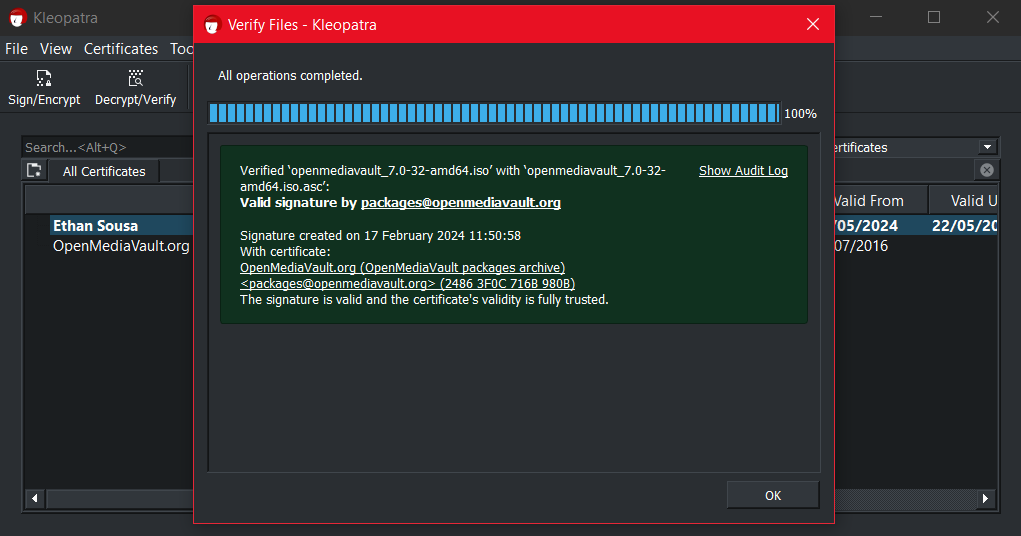 Kleopatra
Verify Files - Kleopatra
File View Certificates
All operations completed.
Sign/Encrypt Decrypt/Verify
100%
Search...<Alt+Q>
All Certificates
Verified ‘openmediavault_7.0-32-amd64.iso’ with ‘openmediavault_7.0-32-
amd64.iso.asc’:
Show Audit Log
Valid signature by packages@openmediavault.org
Valid From
Ethan Sousa
/05/2024 22/05/20
OpenMediaVault.org
07/2016
Signature created on 17 February 2024 11:50:58
With certificate:
OpenMediaVault.org (OpenMediaVault packages archive)
<packages@openmediavault.org> (2486 3F0C 716B 980B)
The signature is valid and the certificate's validity is fully trusted.
OK